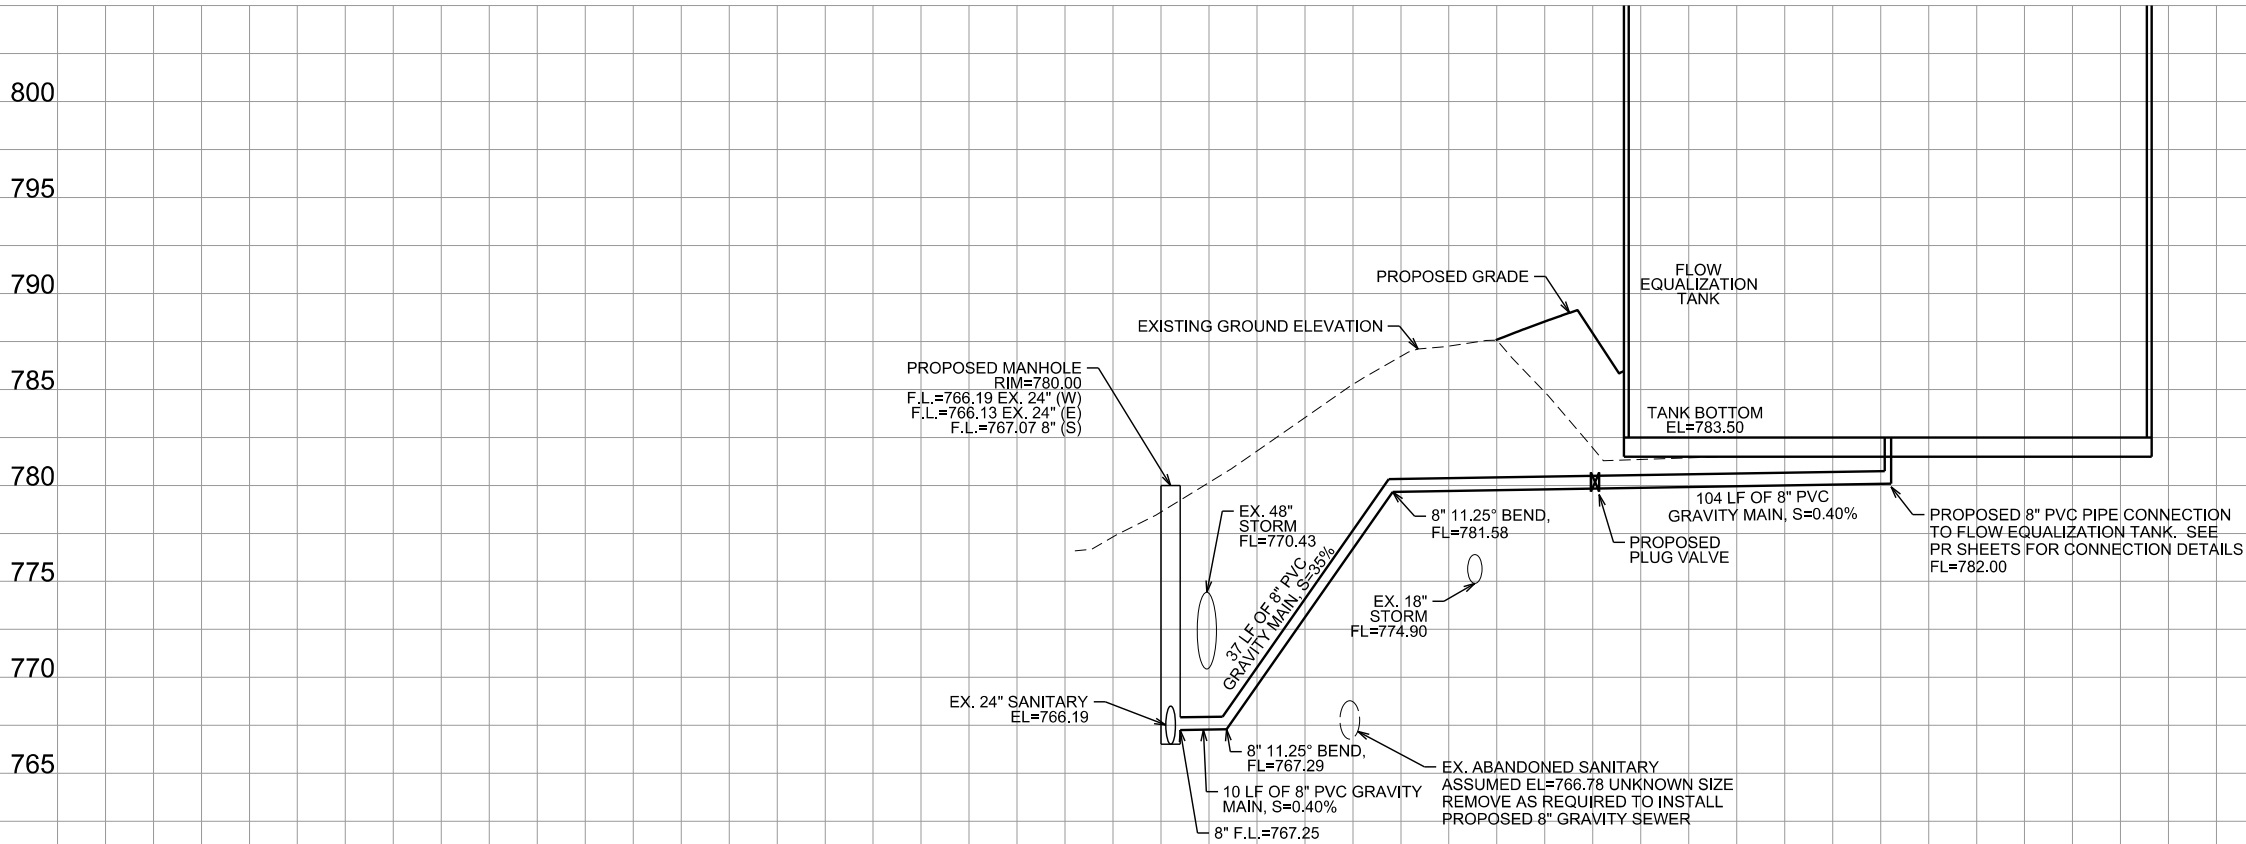 800
795
790
785
780
775
770
765
FLOW
EQUALIZATION
TANK
PROPOSED GRADE
EXISTING GROUND ELEVATION
PROPOSED MANHOLE
RIM=780.00
F.L.=766.19 EX. 24" (W)
F.L.=766.13 EX. 24" (E)
F.L.=767.07 8" (S)
TANK BOTTOM
EL=783.50
EX. 48"
STORM
FL=770.43
8" 11.25° BEND,
FL=781.58
104 LF OF 8" PVC
GRAVITY MAIN, S=0.40%
PROPOSED
PLUG VALVE
PROPOSED 8" PVC PIPE CONNECTION
TO FLOW EQUALIZATION TANK. SEE
PR SHEETS FOR CONNECTION DETAILS
FL=782.00
37 LF OF 8" PVC
GRAVITY MAIN, S=35%
EX. 18"
STORM
FL=774.90
EX. 24" SANITARY
EL=766.19
8" 11.25° BEND,
FL=767.29
10 LF OF 8" PVC GRAVITY
MAIN, S=0.40%
8" F.L.=767.25
EX. ABANDONED SANITARY
ASSUMED EL=766.78 UNKNOWN SIZE
REMOVE AS REQUIRED TO INSTALL
PROPOSED 8" GRAVITY SEWER